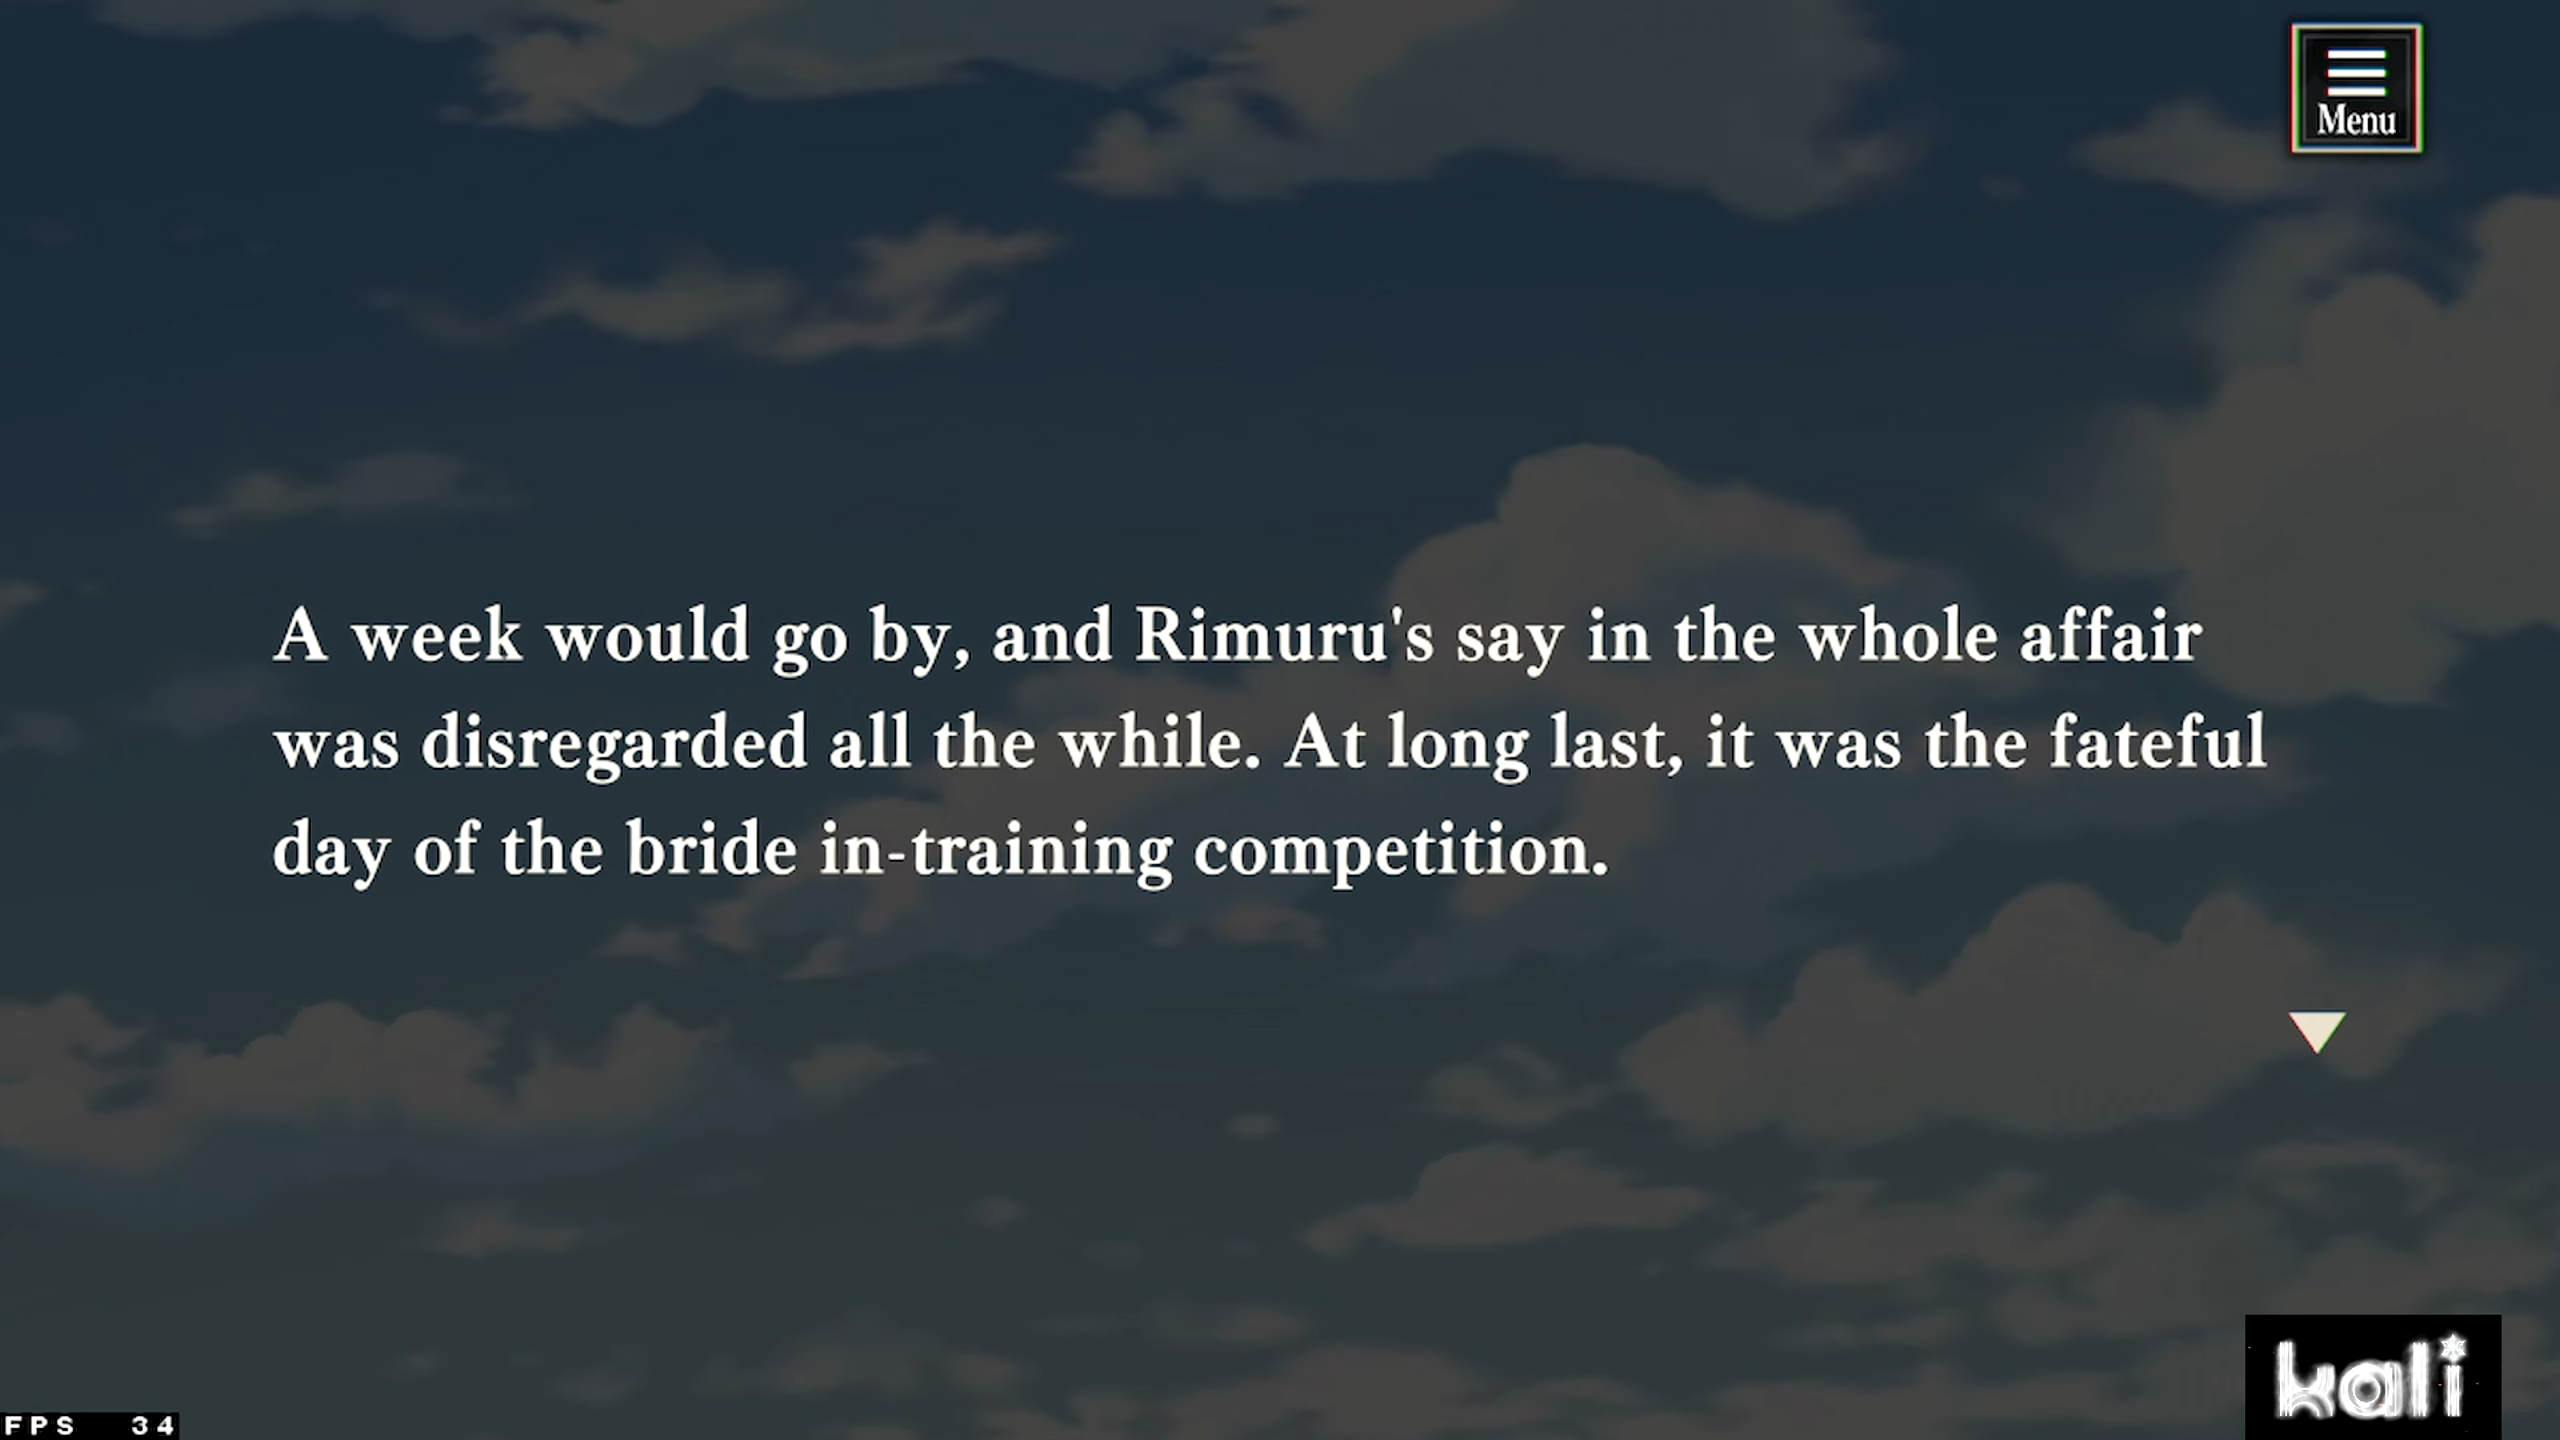 Menu
A week would go by, and Rimuru's say in the whole affair
was disregarded all the while. At long last, it was the fateful
day of the bride in-training competition.
kali
FPS 34